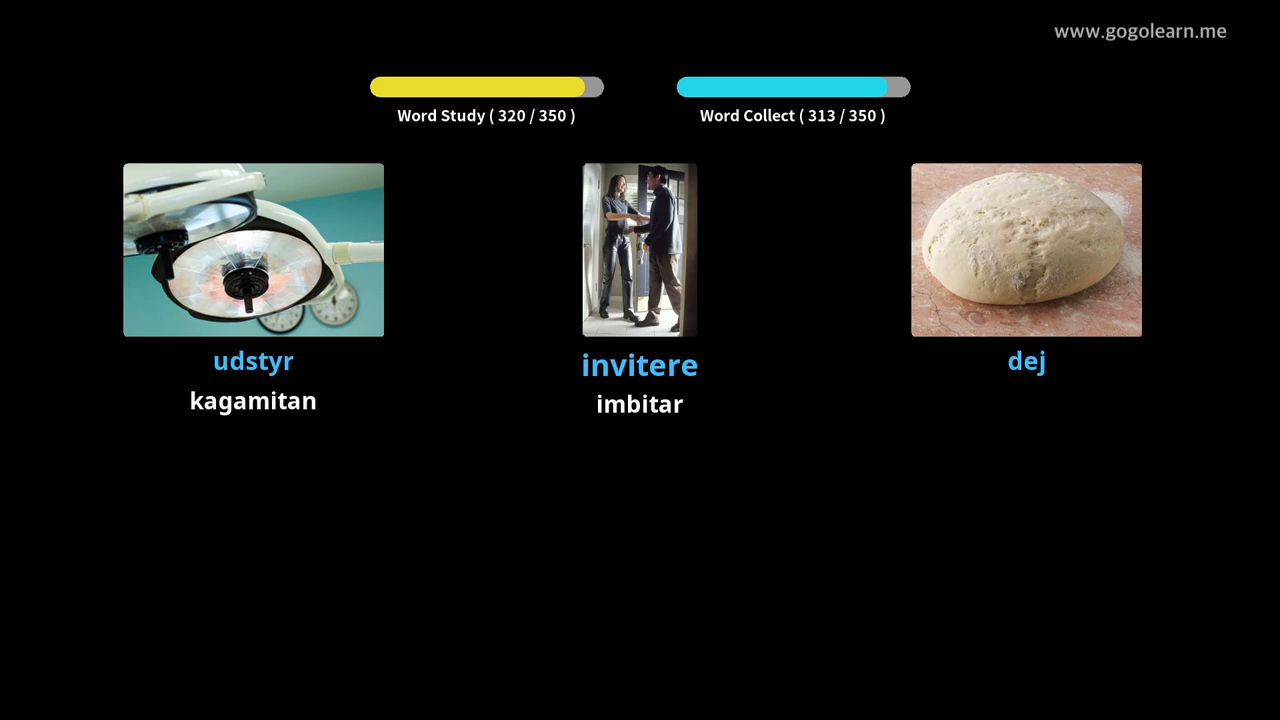 www.gogolearn.me
Word Study ( 320 / 350 )
Word Collect ( 313 / 350 )
udstyr
kagamitan
invitere
imbitar
dej